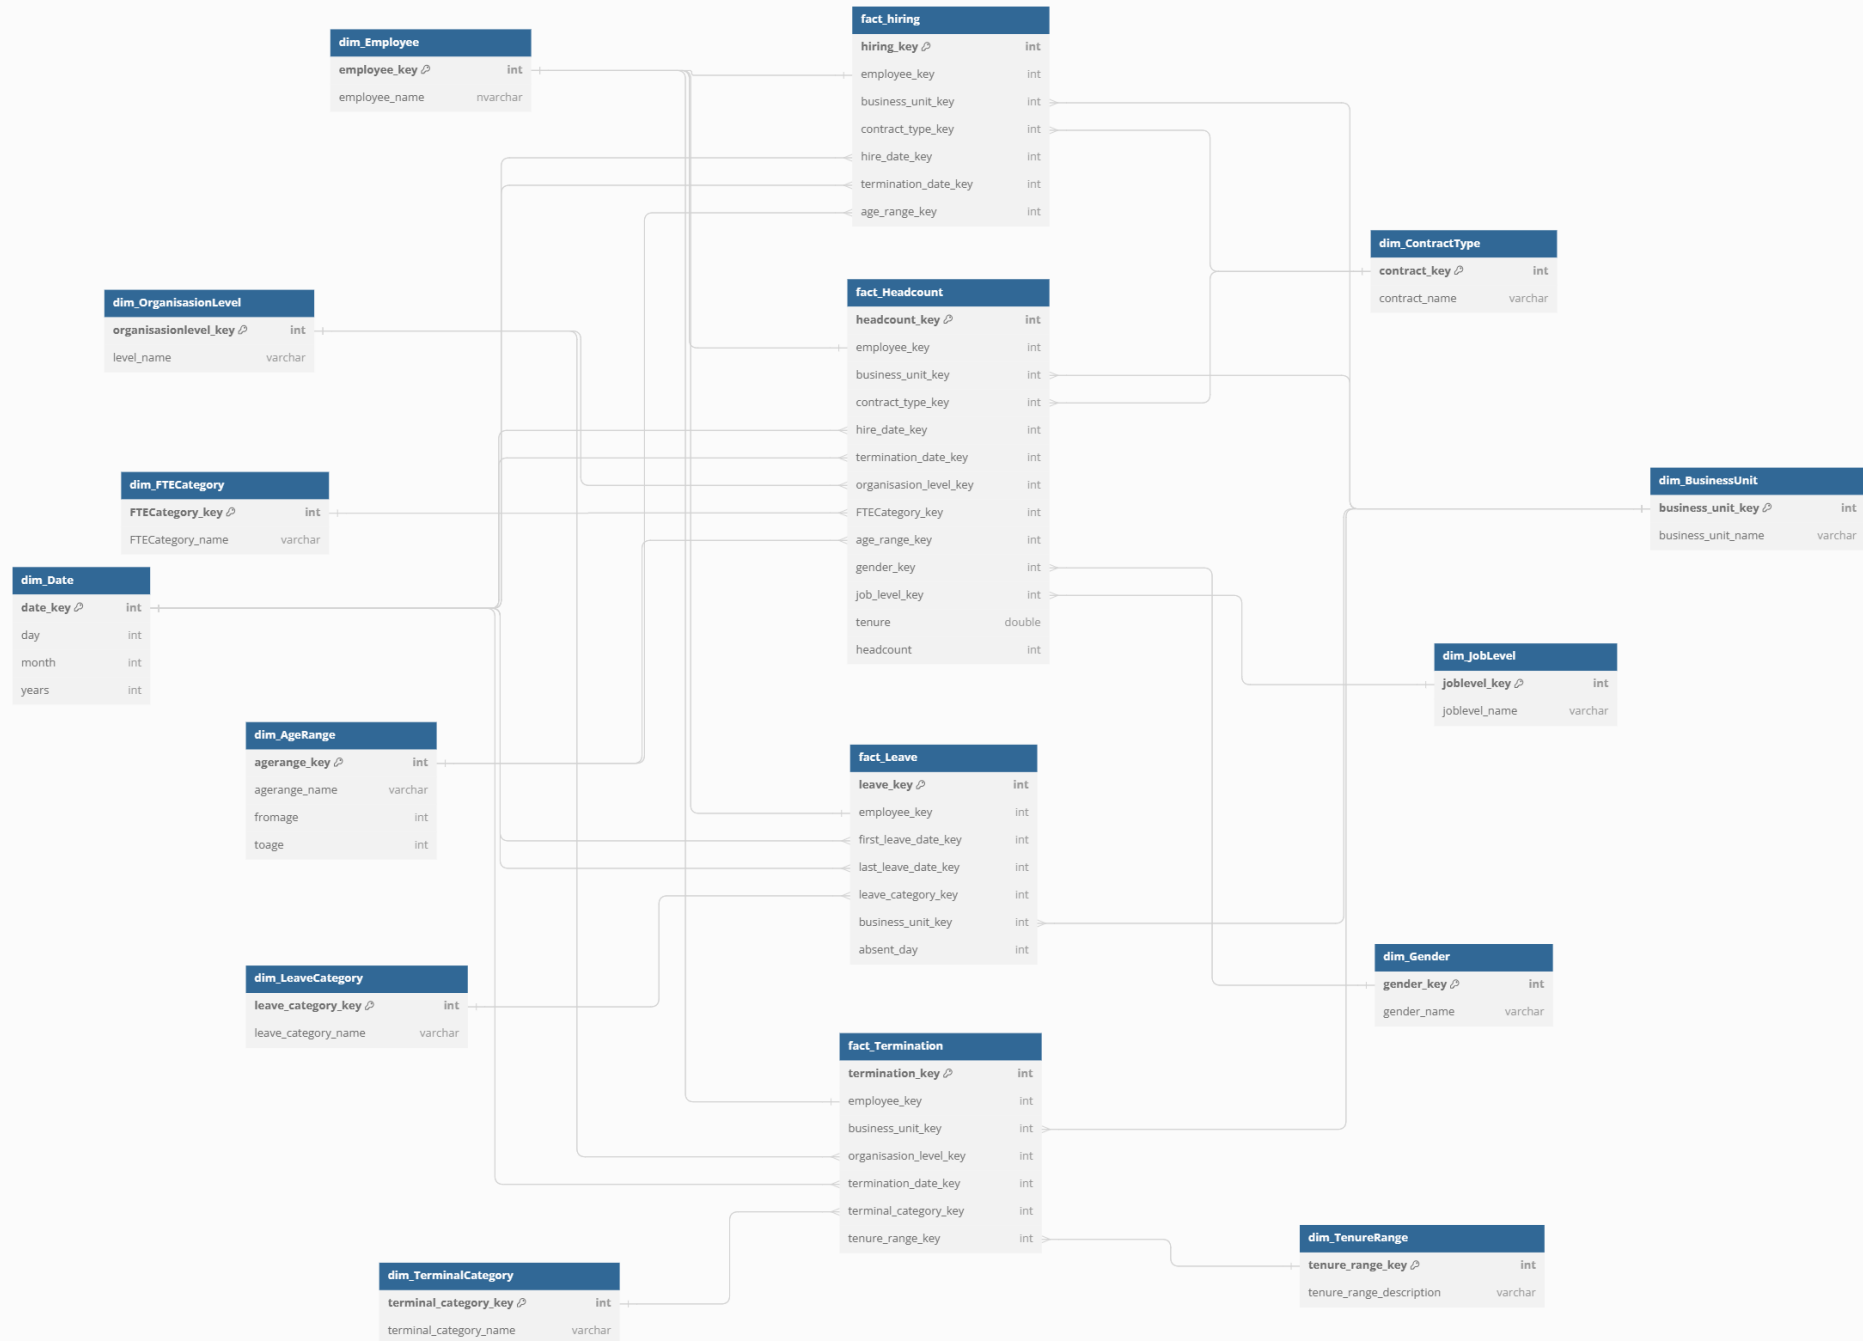 fact_hiring
hiring_key int
employee_key int
business_unit_key int
contract_type_key int
hire_date_key int
termination_date_key int
age_range_key int
dim_Employee
employee_key int
employee_name nvarchar
dim_ContractType
contract_key int
contract_name varchar
dim_OrganisasionLevel
organisasionlevel_key int
level_name varchar
fact_Headcount
headcount_key int
employee_key int
business_unit_key int
contract_type_key int
hire_date_key int
termination_date_key int
organisasion_level_key int
FTECategory_key int
age_range_key int
gender_key int
job_level_key int
tenure double
headcount int
dim_FTECategory
FTECategory_key int
FTECategory_name varchar
dim_BusinessUnit
business_unit_key int
business_unit_name varchar
dim_Date
date_key int
day int
month int
years int
dim_JobLevel
joblevel_key int
joblevel_name varchar
dim_AgeRange
agerange_key int
agerange_name varchar
fromage int
toage int
fact_Leave
leave_key int
employee_key int
first_leave_date_key int
last_leave_date_key int
leave_category_key int
business_unit_key int
absent_day int
dim_LeaveCategory
leave_category_key int
leave_category_name varchar
dim_Gender
gender_key int
gender_name varchar
fact_Termination
termination_key int
employee_key int
business_unit_key int
organisasion_level_key int
termination_date_key int
terminal_category_key int
tenure_range_key int
dim_TerminalCategory
terminal_category_key int
terminal_category_name varchar
dim_TenureRange
tenure_range_key int
tenure_range_description varchar